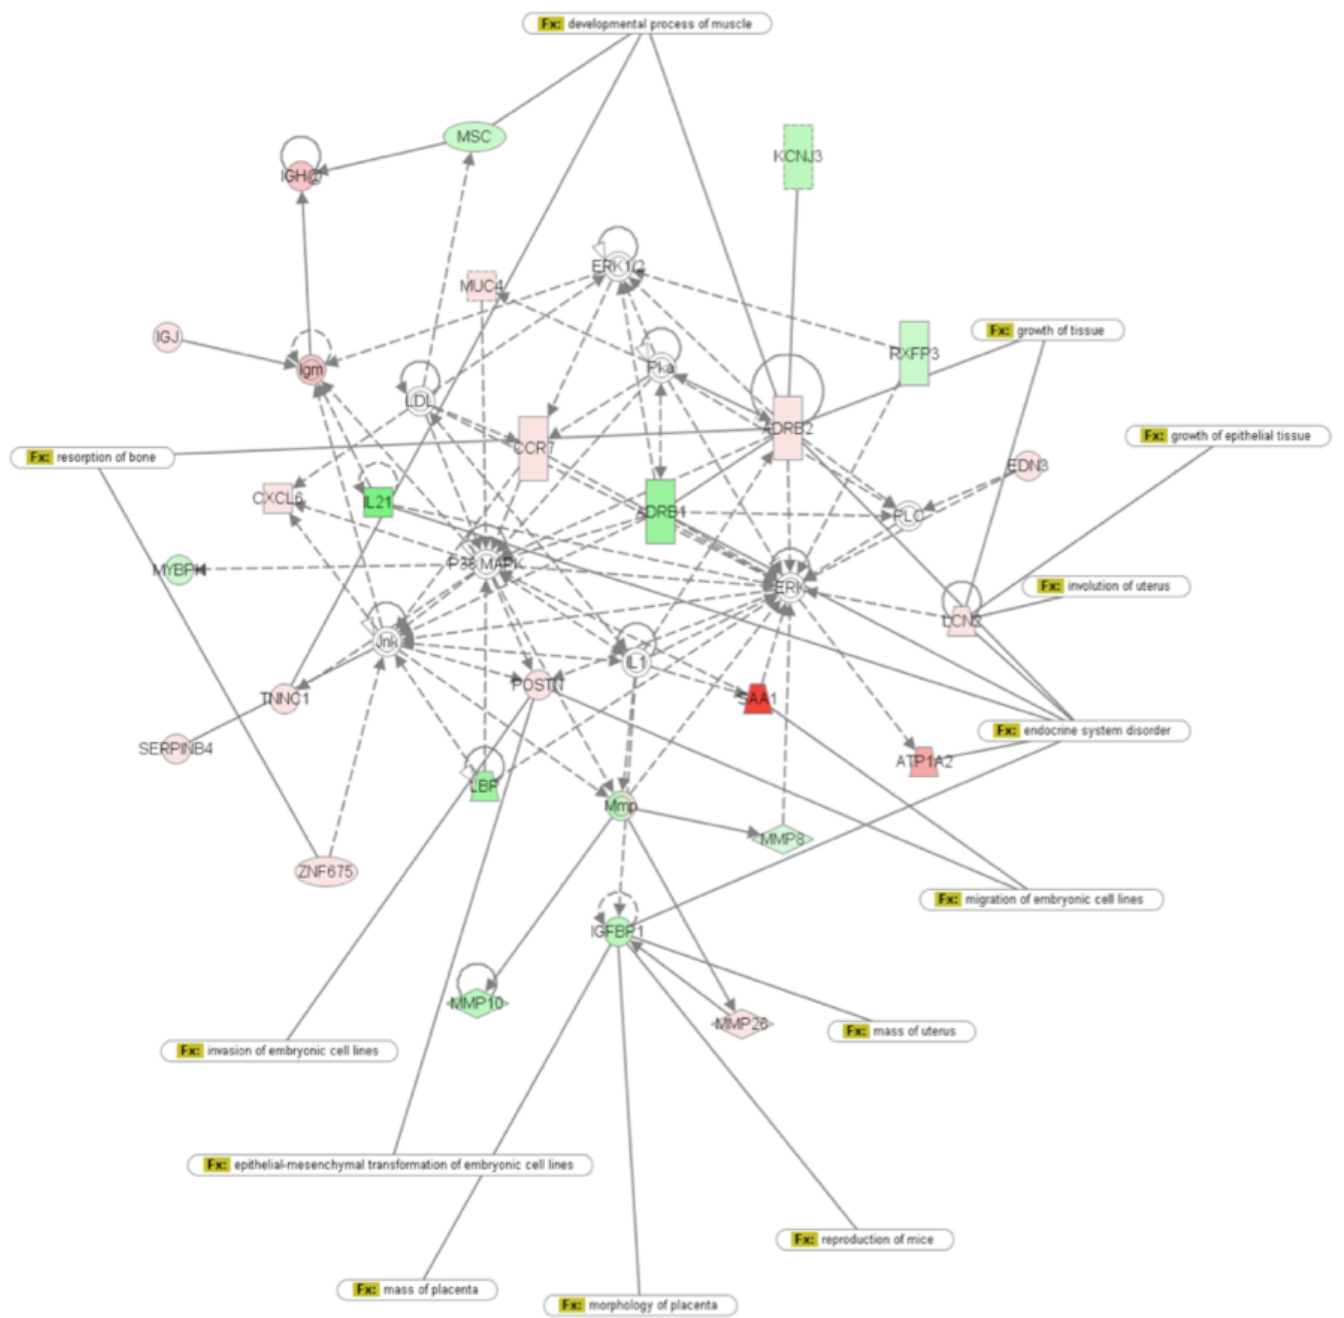 Fx: developmental process of muscle
MSC
KCNJ3
IGH@
ERK1/2
MUC4
Fx: growth of tissue
IGJ
RXFP3
Igm
Pka
LDL
ADRB2
Fx: growth of epithelial tissue
CCR7
Fx: resorption of bone
EDN3
CXCL6
IL21
ADRB1
PLC
P38 MAPK
MYBPH
ERK
Fx: involution of uterus
LCN2
Jnk
IL1
POSTN
TNNC1
SAA1
Fx: endocrine system disorder
SERPINB4
ATP1A2
LBP
Mmp
MMP8
ZNF675
Fx: migration of embryonic cell lines
IGFBP1
MMP10
MMP26
Fx: mass of uterus
Fx: invasion of embryonic cell lines
Fx: epithelial-mesenchymal transformation of embryonic cell lines
Fx: reproduction of mice
Fx: mass of placenta
Fx: morphology of placenta